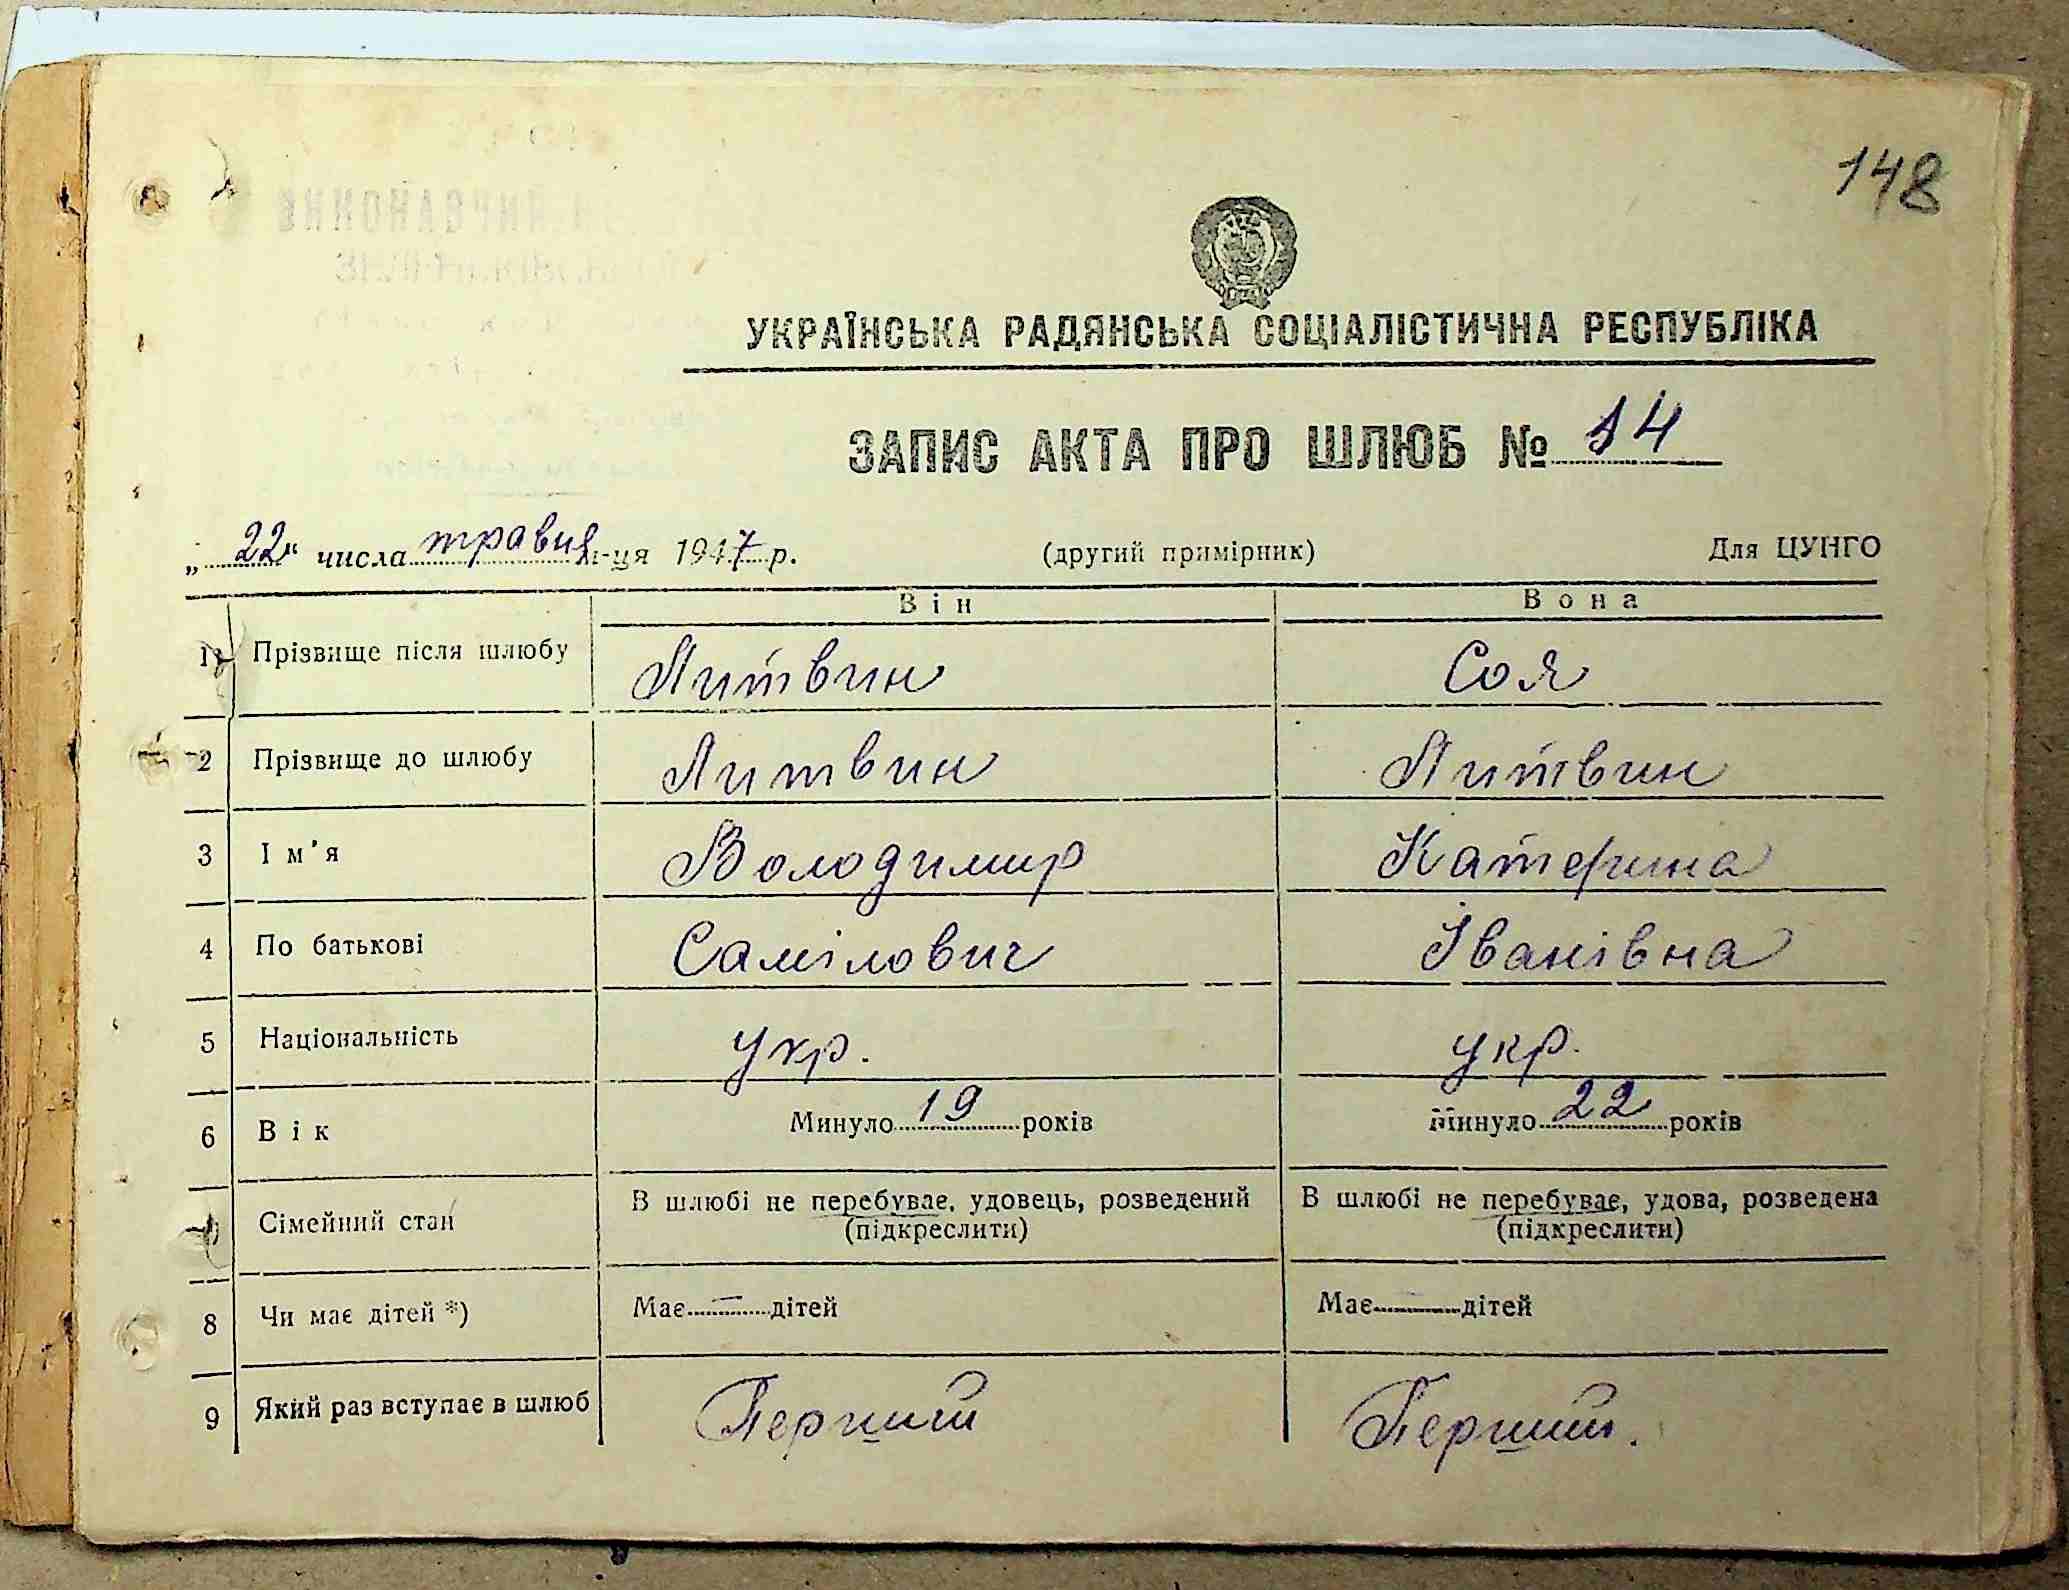 148
УКРАЇНСЬКА РАДЯНСЬКА СОЦІАЛІСТИЧНА РЕСПУБЛІКА
ЗАПИС АКТА ПРО ШЛЮБ № 14
„22“ числа травня м-ця 1947 р. (другий примірник) Для ЦУНГО
Він Вона
1 Прізвище після шлюбу Литвин Соя
2 Прізвище до шлюбу Литвин Литвин
3 Ім’я Володимир Катерина
4 По батькові Самілович Іванівна
5 Національність укр. укр.
6 Вік Минуло 19 років Минуло 22 років
Сімейний стан В шлюбі не перебуває, удовець, розведений В шлюбі не перебуває, удова, розведена
(підкреслити) (підкреслити)
8 Чи має дітей *) Має — дітей Має — дітей
9 Який раз вступає в шлюб Перший Перший.